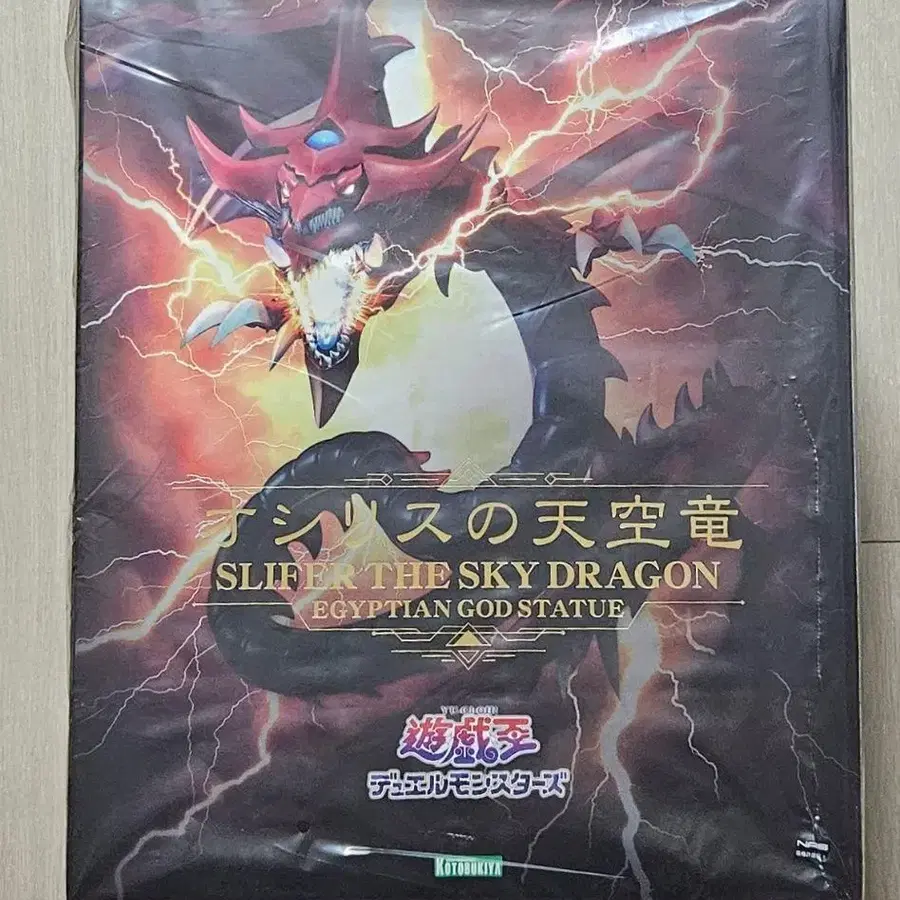 オシリスの天空竜
SLIFER THE SKY DRAGON
EGYPTIAN GOD STATUE
YU-GI-OH!
遊戯王
デュエルモンスターズ
KOTOBUKIYA
NAS